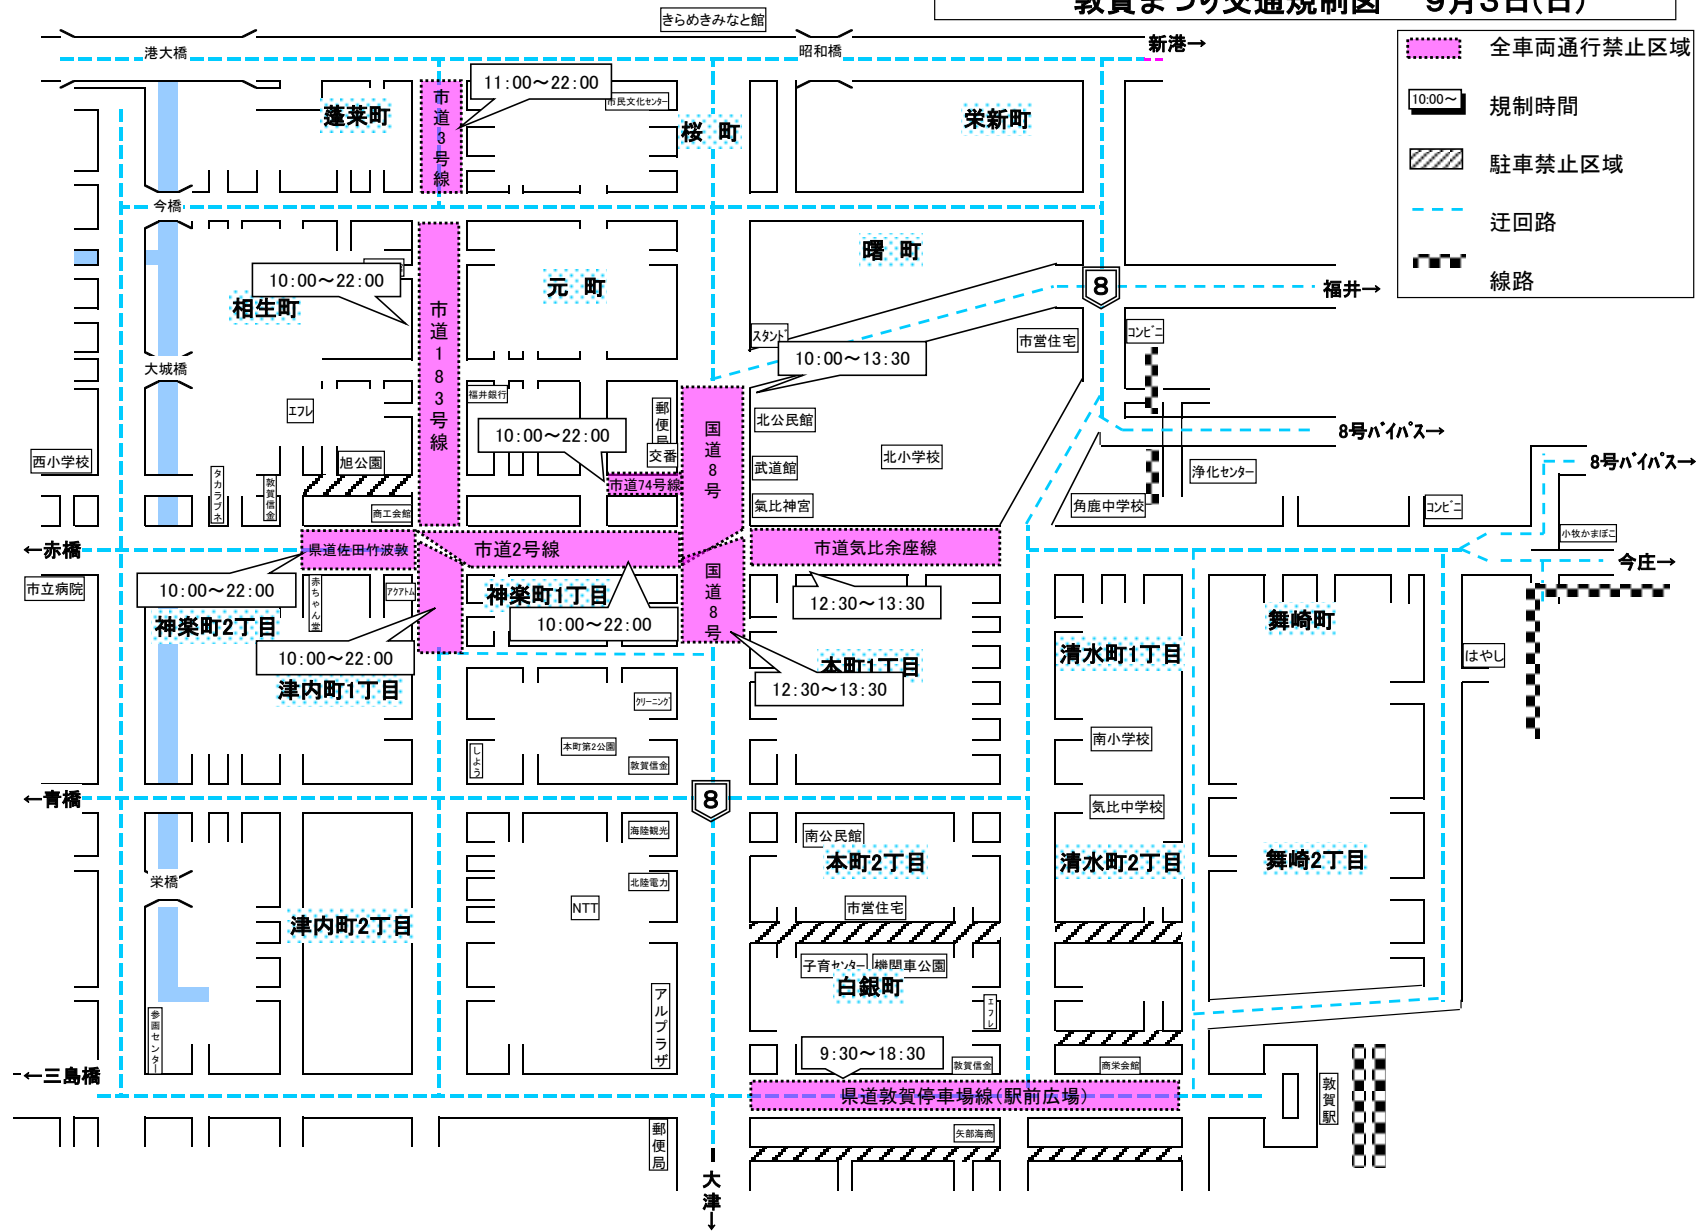 敦賀まつり交通規制図　9月3日(日)
きらめきみなと館
港大橋
昭和橋
新港→
全車両通行禁止区域
10:00～
規制時間
駐車禁止区域
迂回路
線路
11:00～22:00
市道3号線
市民文化センター
蓬莱町
桜 町
栄新町
今橋
曙 町
10:00～22:00
相生町
元 町
市道183号線
8
福井→
スタンド
市営住宅
コンビニ
10:00～13:30
大城橋
エフレ
福井銀行
郵便局
北公民館
国道8号
10:00～22:00
8号バイパス→
西小学校
タカラブネ
敦賀信金
旭公園
交番
武道館
北小学校
浄化センター
8号バイパス→
市道74号線
商工会館
氣比神宮
角鹿中学校
コンビニ
小牧かまぼこ
←赤橋
県道佐田竹波敦
市道2号線
市道気比余座線
今庄→
市立病院
10:00～22:00
赤ちゃん堂
アクアトム
神楽町1丁目
国道8号
12:30～13:30
神楽町2丁目
10:00～22:00
舞崎町
10:00～22:00
本町1丁目
清水町1丁目
はやし
津内町1丁目
12:30～13:30
クリーニング
しょう
本町第2公園
敦賀信金
南小学校
←青橋
8
気比中学校
海陸観光
南公民館
本町2丁目
清水町2丁目
舞崎2丁目
栄橋
北陸電力
NTT
市営住宅
津内町2丁目
子育センター
機関車公園
白銀町
アルプラザ
エフレ
参画センター
9:30～18:30
敦賀信金
商栄会館
←三島橋
県道敦賀停車場線(駅前広場)
敦賀駅
郵便局
矢部海商
大津↓